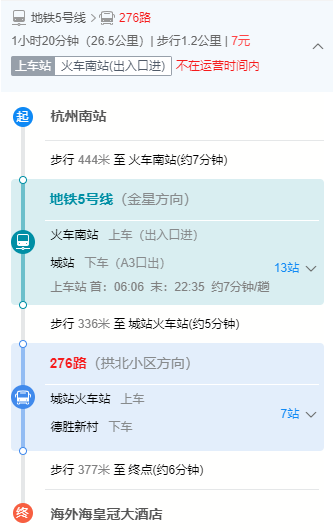 地铁5号线 > 276路
1小时20分钟（26.5公里）| 步行1.2公里 | 7元
上车站 火车南站(出入口进) 不在运营时间内
起 杭州南站
步行 444米 至 火车南站(约7分钟)
地铁5号线（金星方向）
火车南站 上车（出入口进）
城站 下车（A3口出） 13站
上车站 首：06:06 末：22:35 约7分钟/趟
步行 336米 至 城站火车站(约5分钟)
276路（拱北小区方向）
城站火车站 上车
7站
德胜新村 下车
步行 377米 至 终点(约6分钟)
终 海外海皇冠大酒店